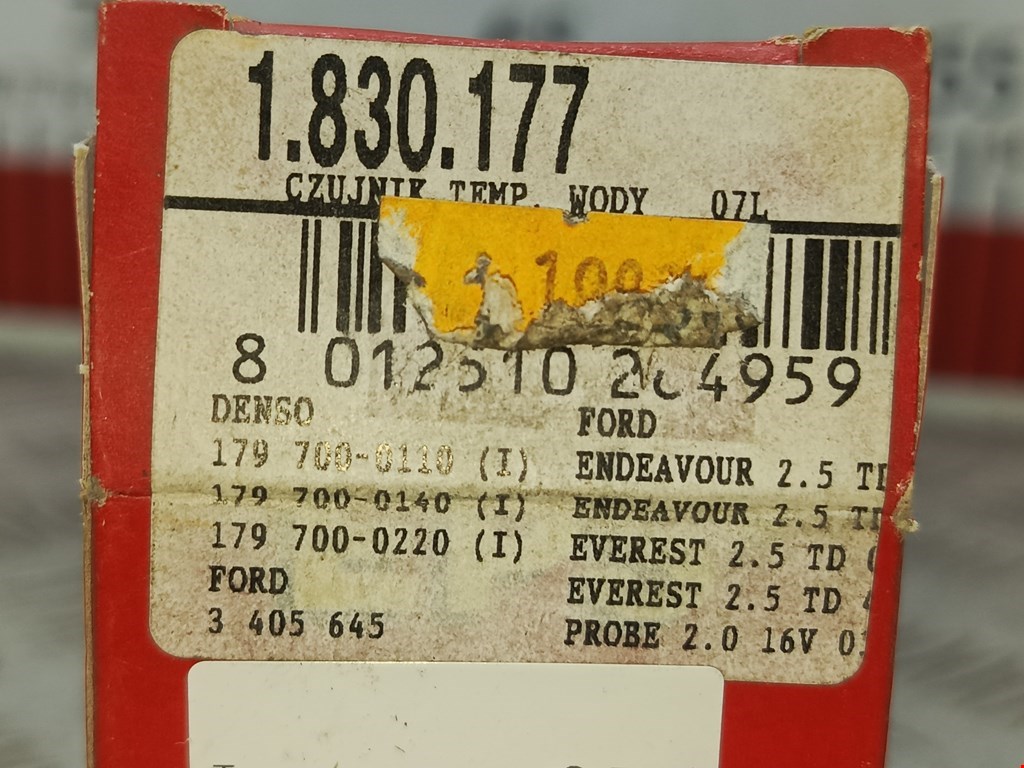 1.830.177
CZUJNIK TEMP. WODY 07L
100
8 012510 4959
DENSO
FORD
179 700-0110 (I)
ENDEAVOUR 2.5 TD
179 700-0140 (I)
ENDEAVOUR 2.5 TD
179 700-0220 (I)
EVEREST 2.5 TD
FORD
EVEREST 2.5 TD
3 405 645
PROBE 2.0 16V